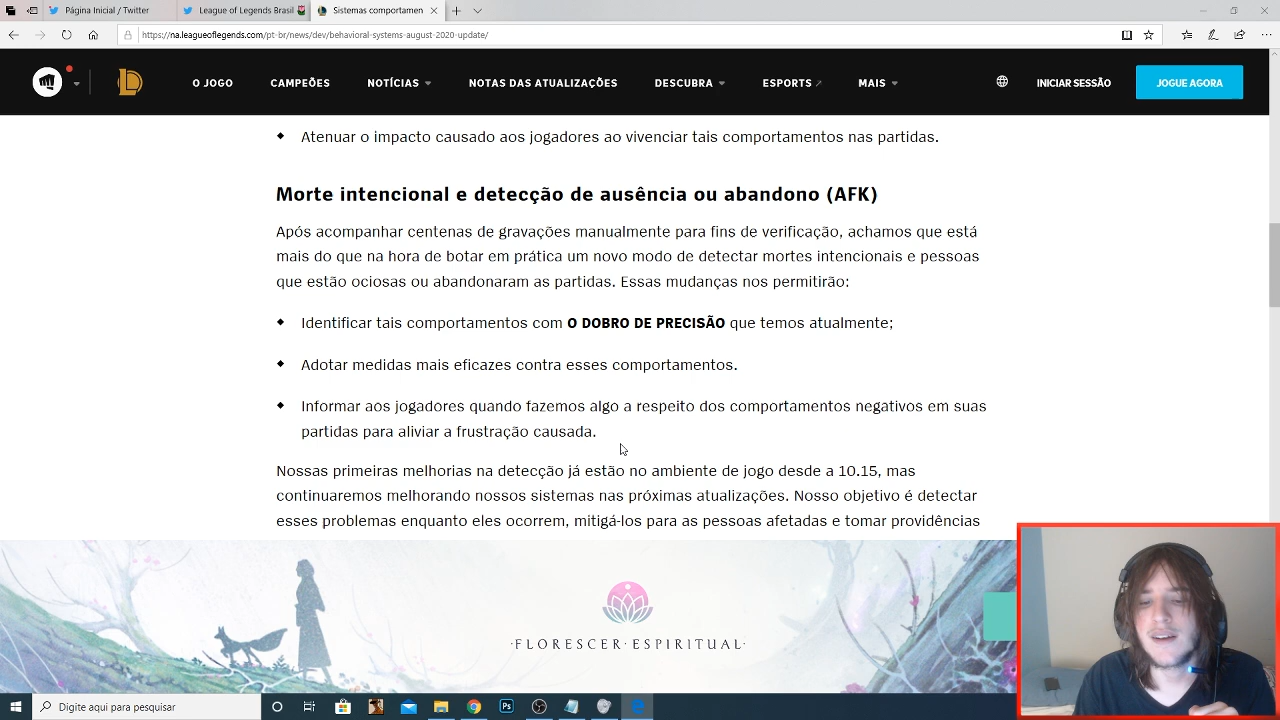 Página Inicial / Twitter
League of Legends Brasil
Sistemas comportamen
https://na.leagueoflegends.com/pt-br/news/dev/behavioral-systems-august-2020-update/
O JOGO
CAMPEÕES
NOTÍCIAS
NOTAS DAS ATUALIZAÇÕES
DESCUBRA
ESPORTS
MAIS
INICIAR SESSÃO
JOGUE AGORA
Atenuar o impacto causado aos jogadores ao vivenciar tais comportamentos nas partidas.
Morte intencional e detecção de ausência ou abandono (AFK)
Após acompanhar centenas de gravações manualmente para fins de verificação, achamos que está
mais do que na hora de botar em prática um novo modo de detectar mortes intencionais e pessoas
que estão ociosas ou abandonaram as partidas. Essas mudanças nos permitirão:
Identificar tais comportamentos com O DOBRO DE PRECISÃO que temos atualmente;
Adotar medidas mais eficazes contra esses comportamentos.
Informar aos jogadores quando fazemos algo a respeito dos comportamentos negativos em suas
partidas para aliviar a frustração causada.
Nossas primeiras melhorias na detecção já estão no ambiente de jogo desde a 10.15, mas
continuaremos melhorando nossos sistemas nas próximas atualizações. Nosso objetivo é detectar
esses problemas enquanto eles ocorrem, mitigá-los para as pessoas afetadas e tomar providências
·FLORESCER·ESPIRITUAL·
Digite aqui para pesquisar
Ps